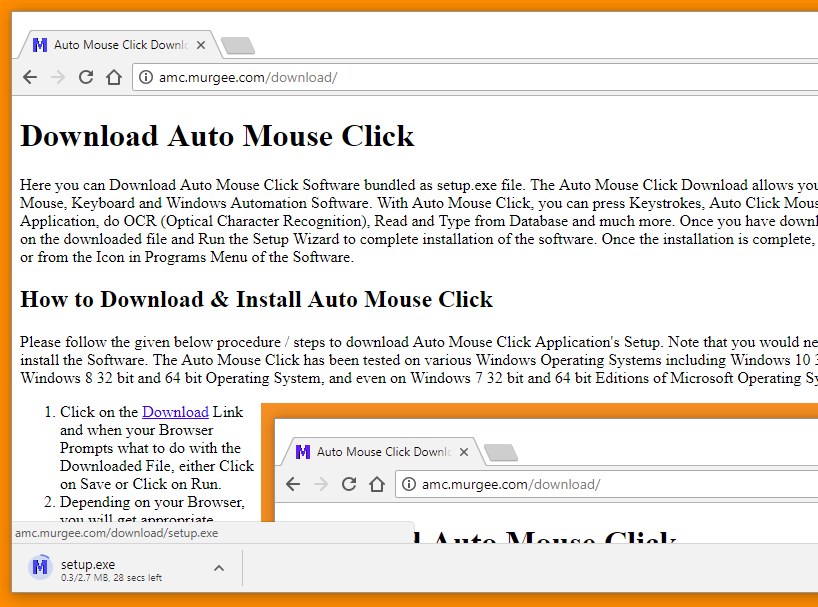 M Auto Mouse Click Downl
amc.murgee.com/download/
Download Auto Mouse Click
Here you can Download Auto Mouse Click Software bundled as setup.exe file. The Auto Mouse Click Download allows you
Mouse, Keyboard and Windows Automation Software. With Auto Mouse Click, you can press Keystrokes, Auto Click Mous
Application, do OCR (Optical Character Recognition), Read and Type from Database and much more. Once you have downl
on the downloaded file and Run the Setup Wizard to complete installation of the software. Once the installation is complete,
or from the Icon in Programs Menu of the Software.
How to Download & Install Auto Mouse Click
Please follow the given below procedure / steps to download Auto Mouse Click Application's Setup. Note that you would ne
install the Software. The Auto Mouse Click has been tested on various Windows Operating Systems including Windows 10 3
Windows 8 32 bit and 64 bit Operating System, and even on Windows 7 32 bit and 64 bit Editions of Microsoft Operating Sy
1. Click on the Download Link
and when your Browser
Prompts what to do with the
Downloaded File, either Click
on Save or Click on Run.
2. Depending on your Browser,
you will get appropriate
M Auto Mouse Click Downl
amc.murgee.com/download/
d Auto Mouse Click
amc.murgee.com/download/setup.exe
M setup.exe
0.3/2.7 MB, 28 secs left